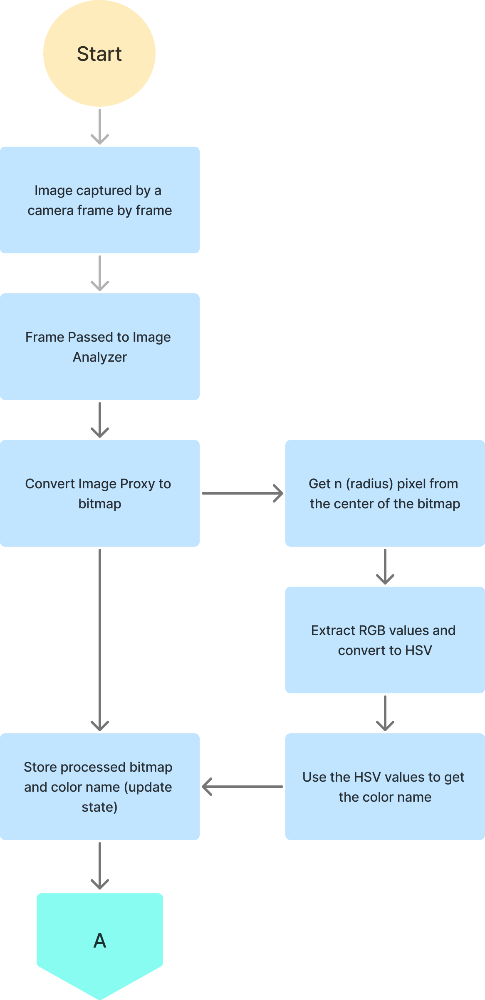 Start
Image captured by a
camera frame by frame
Frame Passed to Image
Analyzer
Convert Image Proxy to
bitmap
Get n (radius) pixel from
the center of the bitmap
Extract RGB values and
convert to HSV
Use the HSV values to get
the color name
Store processed bitmap
and color name (update
state)
A